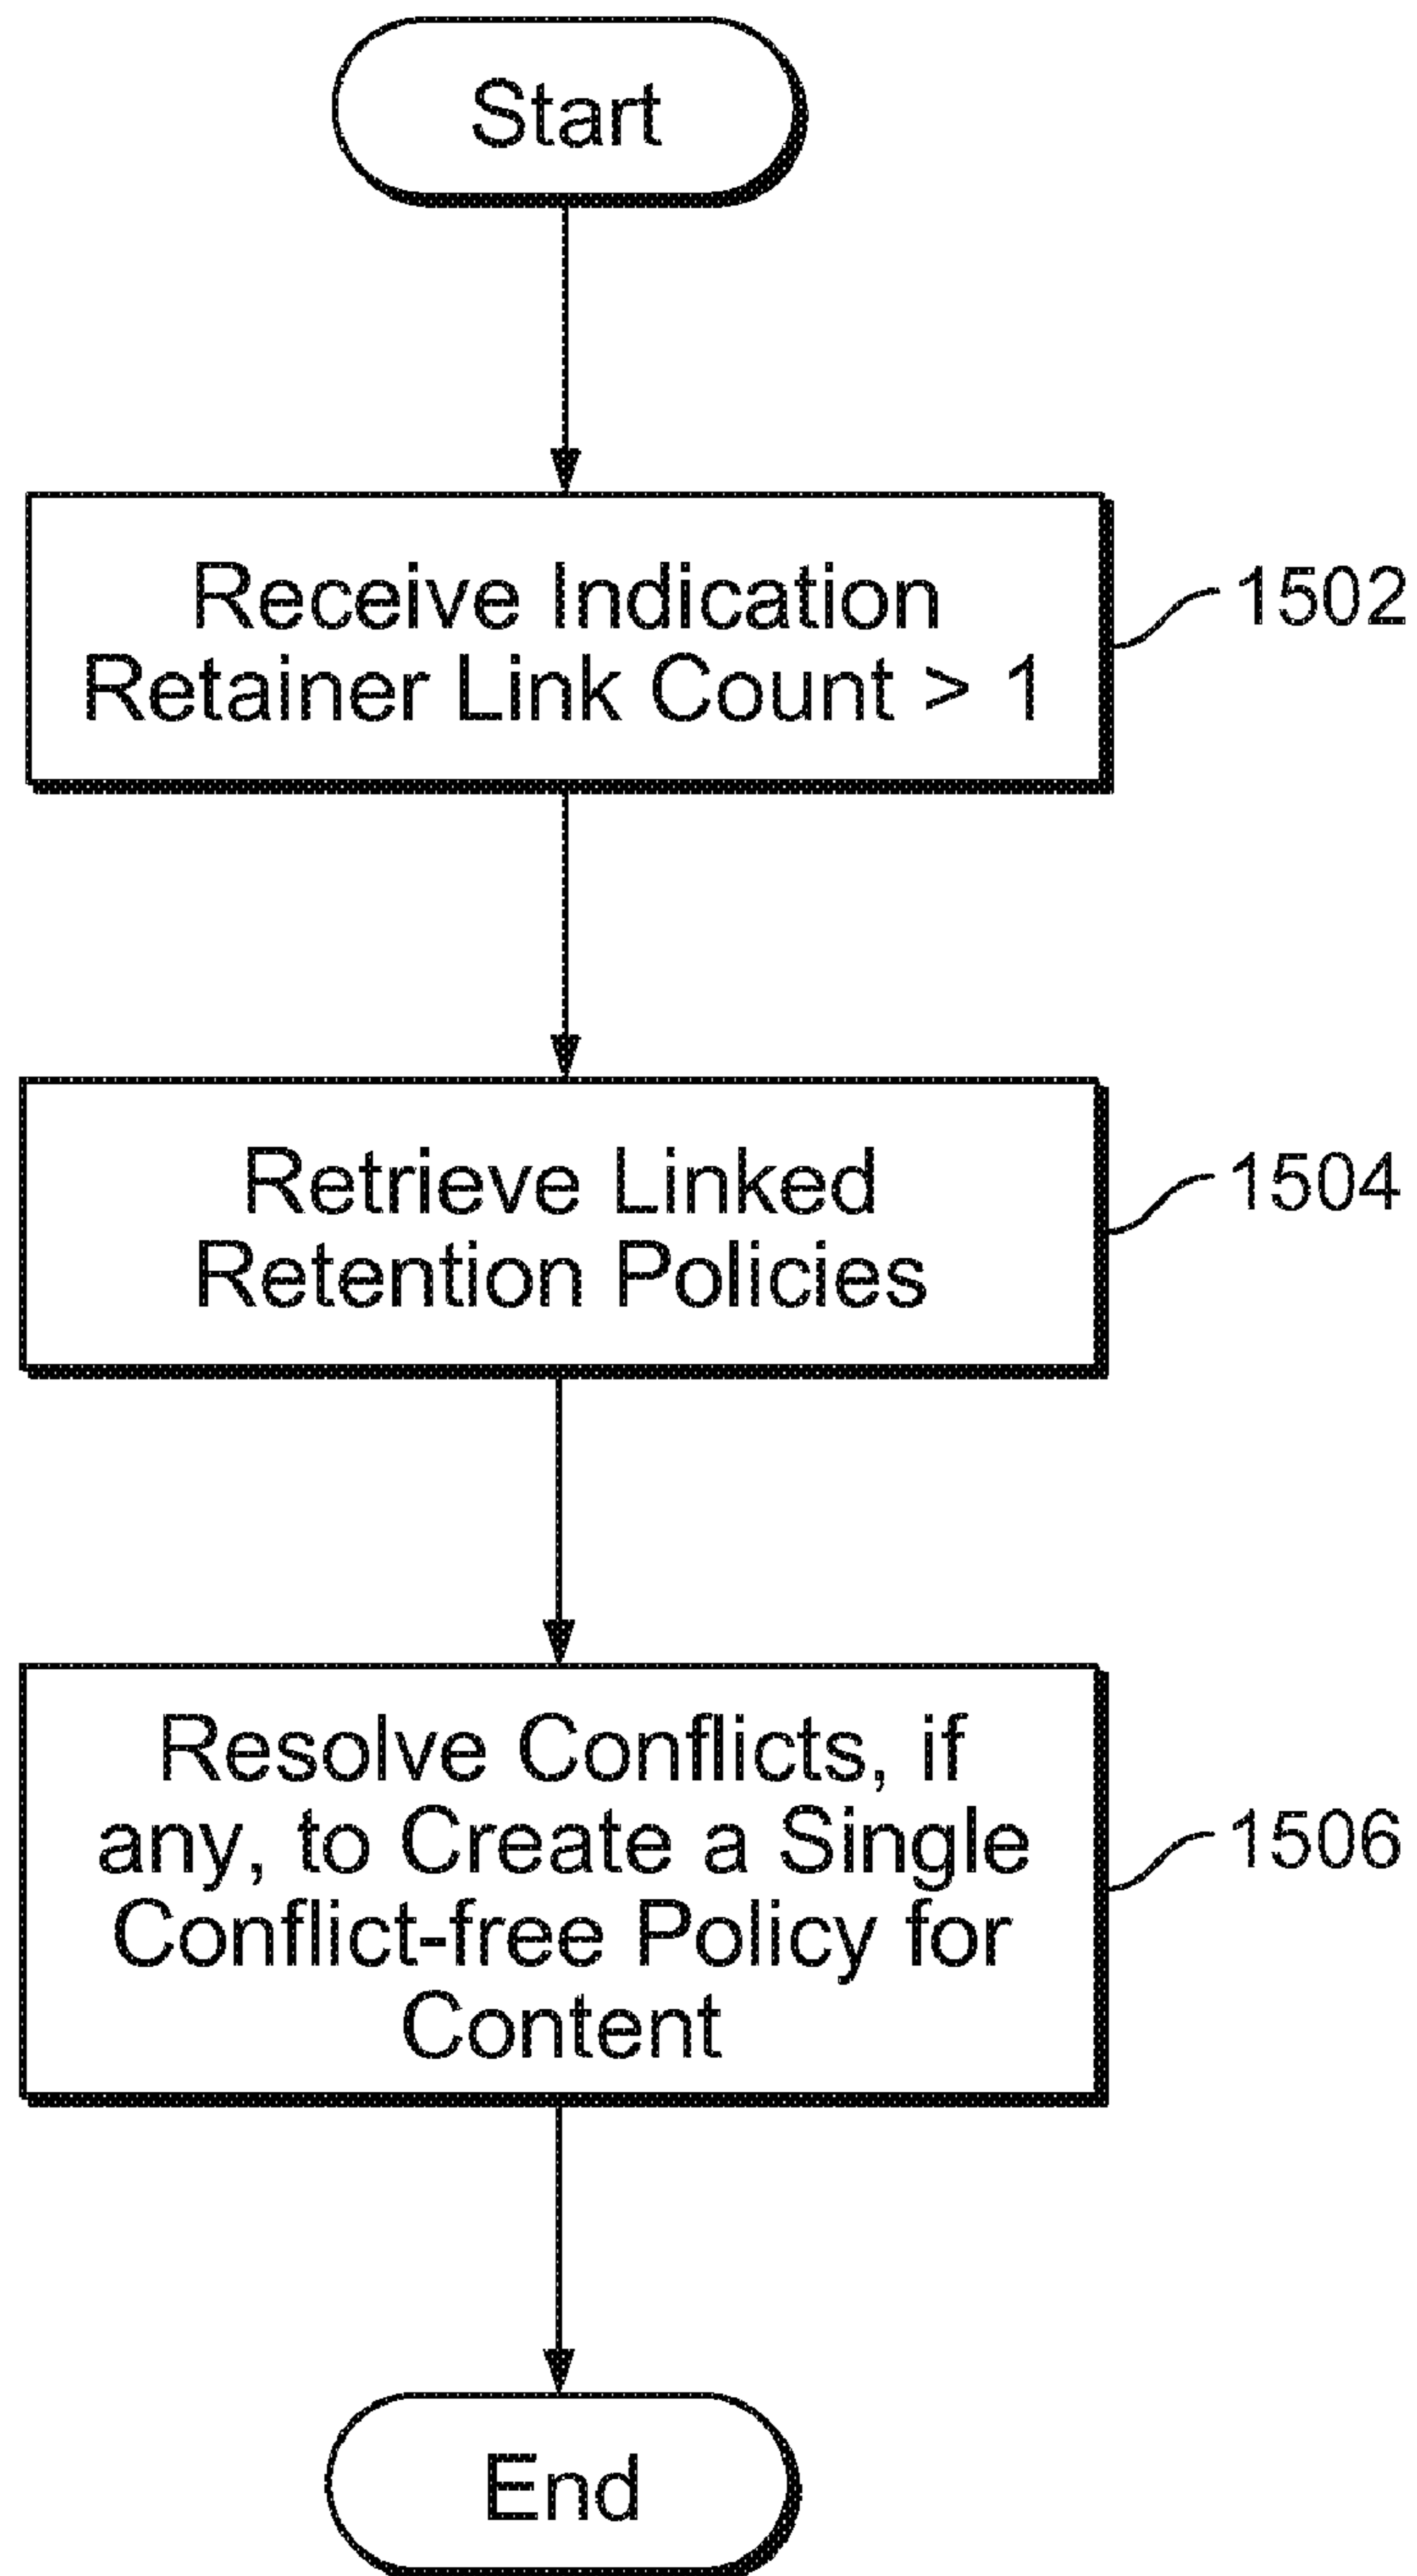 Start
Receive Indication
Retainer Link Count > 1
1502
Retrieve Linked
Retention Policies
1504
Resolve Conflicts, if
any, to Create a Single
Conflict-free Policy for
Content
1506
End